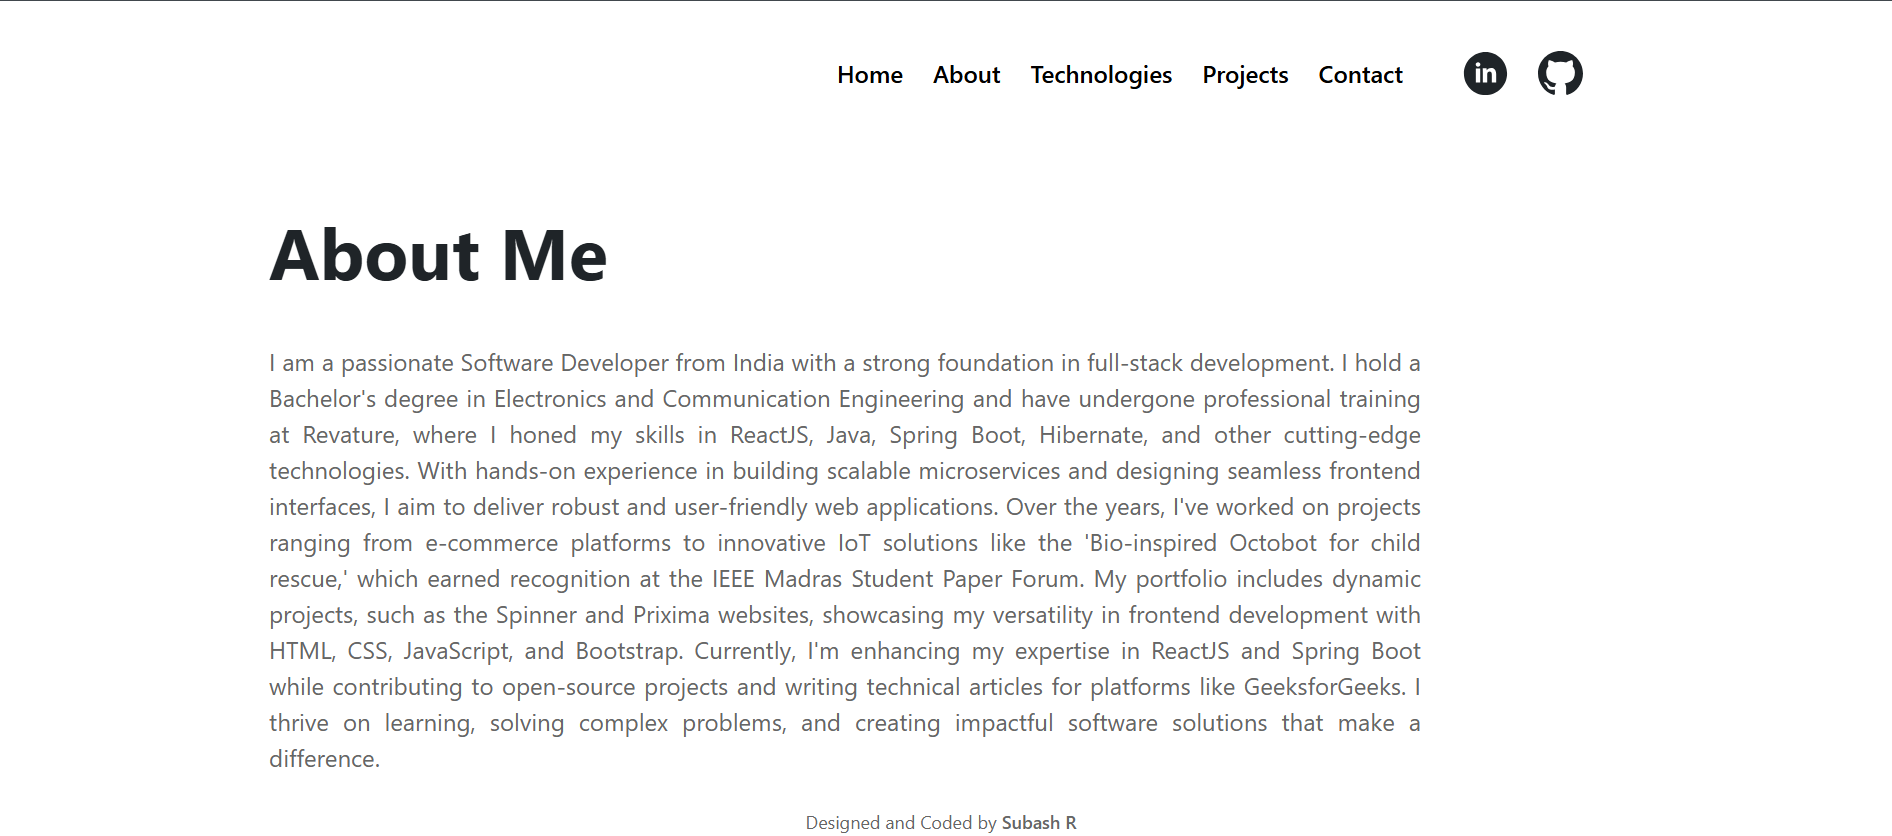 Home About Technologies Projects Contact in
About Me
I am a passionate Software Developer from India with a strong foundation in full-stack development. I hold a
Bachelor's degree in Electronics and Communication Engineering and have undergone professional training
at Revature, where I honed my skills in ReactJS, Java, Spring Boot, Hibernate, and other cutting-edge
technologies. With hands-on experience in building scalable microservices and designing seamless frontend
interfaces, I aim to deliver robust and user-friendly web applications. Over the years, I've worked on projects
ranging from e-commerce platforms to innovative IoT solutions like the 'Bio-inspired Octobot for child
rescue,' which earned recognition at the IEEE Madras Student Paper Forum. My portfolio includes dynamic
projects, such as the Spinner and Prixima websites, showcasing my versatility in frontend development with
HTML, CSS, JavaScript, and Bootstrap. Currently, I'm enhancing my expertise in ReactJS and Spring Boot
while contributing to open-source projects and writing technical articles for platforms like GeeksforGeeks. I
thrive on learning, solving complex problems, and creating impactful software solutions that make a
difference.
Designed and Coded by Subash R